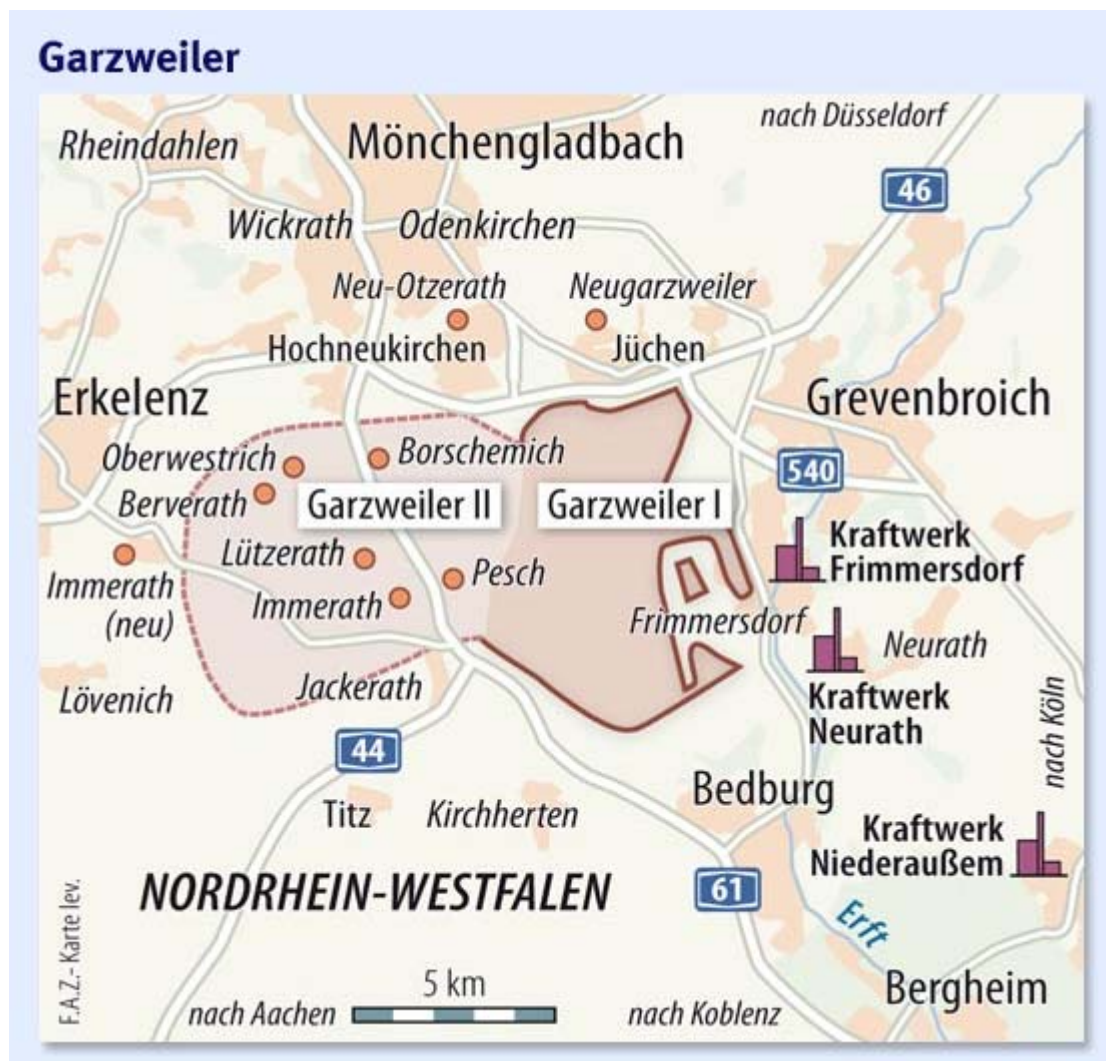 Garzweiler
nach Düsseldorf
Rheindahlen
Mönchengladbach
46
Wickrath
Odenkirchen
Neu-Otzerath
Neugarzweiler
Hochneukirchen
Jüchen
Erkelenz
Grevenbroich
Oberwestrich
Borschemich
540
Berverath
Garzweiler II
Garzweiler I
Kraftwerk
Frimmersdorf
Lützerath
Pesch
Immerath
(neu)
Immerath
Frimmersdorf
Neurath
Lövenich
Jackerath
Kraftwerk
Neurath
nach Köln
44
Bedburg
Titz
Kirchherten
Kraftwerk
Niederaußem
NORDRHEIN-WESTFALEN
61
Erft
F.A.Z.-Karte lev.
5 km
Bergheim
nach Aachen
nach Koblenz